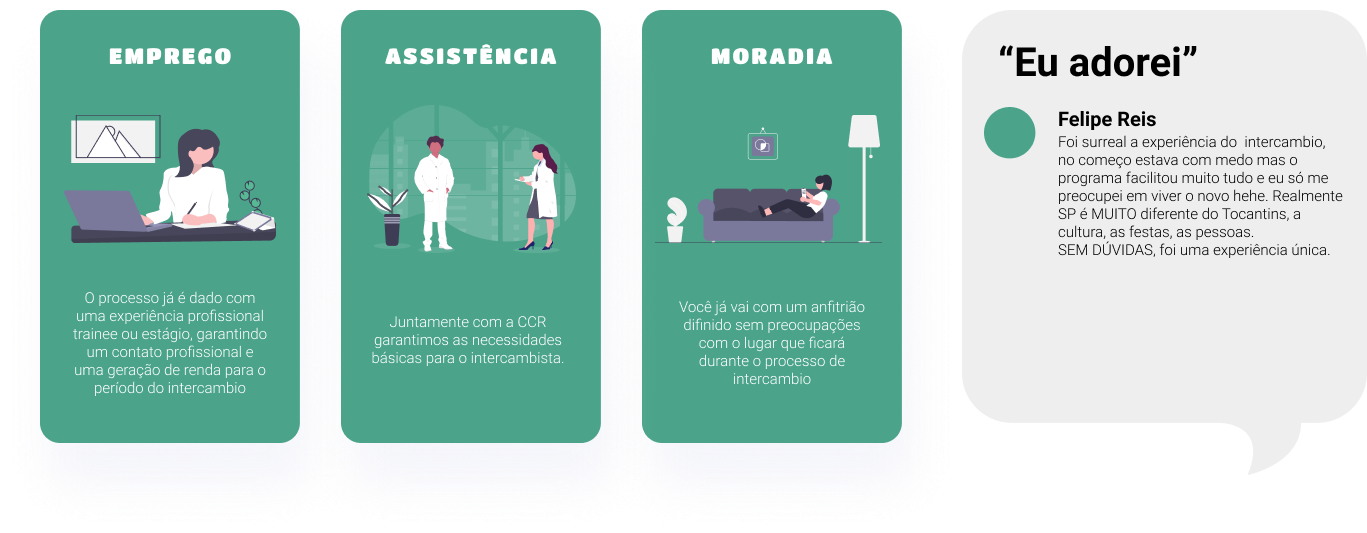 EMPREGO
O processo já é dado com
uma experiência profissional
trainee ou estágio, garantindo
um contato profissional e
uma geração de renda para o
período do intercambio
ASSISTÊNCIA
Juntamente com a CCR
garantimos as necessidades
básicas para o intercambista.
MORADIA
Você já vai com um anfitrião
difinido sem preocupações
com o lugar que ficará
durante o processo de
intercambio
“Eu adorei”
Felipe Reis
Foi surreal a experiência do  intercambio,
no começo estava com medo mas o
programa facilitou muito tudo e eu só me
preocupei em viver o novo hehe. Realmente
SP é MUITO diferente do Tocantins, a
cultura, as festas, as pessoas.
SEM DÚVIDAS, foi uma experiência única.